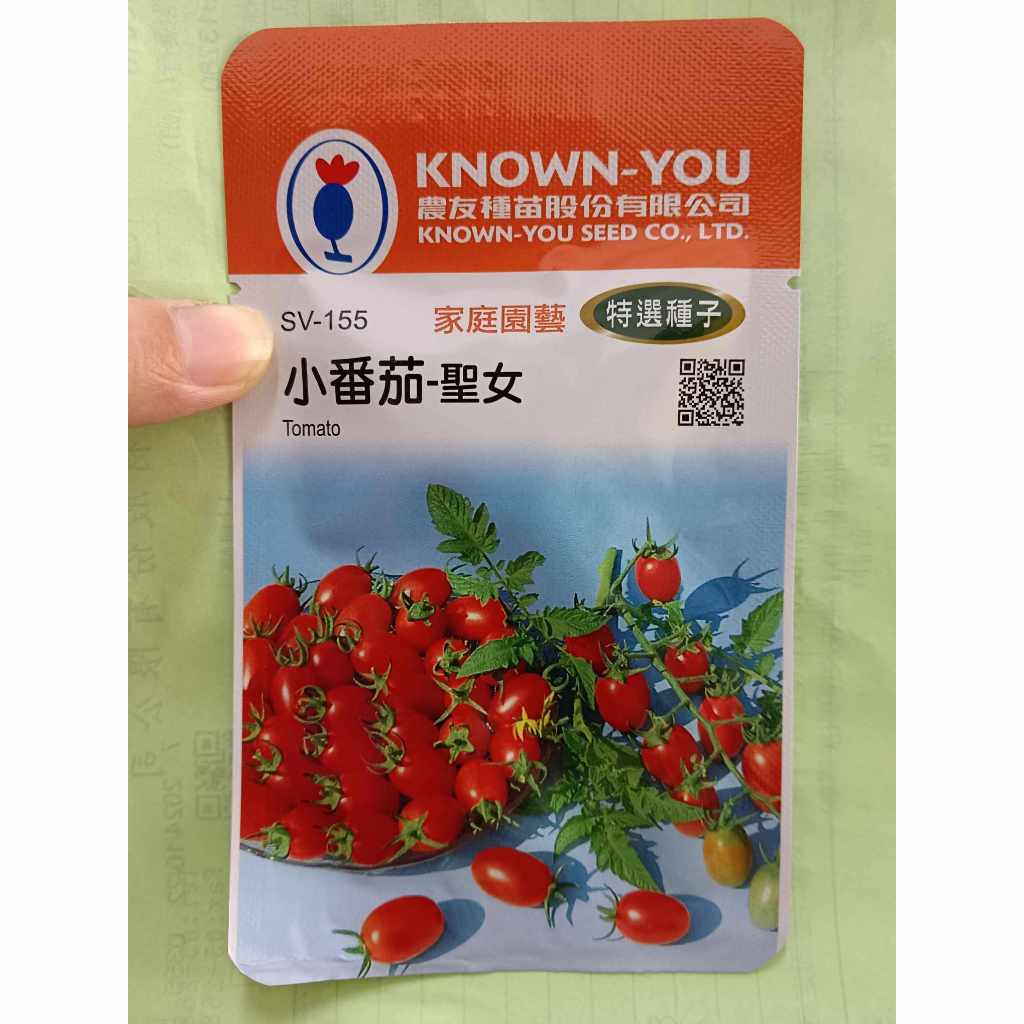 KNOWN-YOU
農友種苗股份有限公司
KNOWN-YOU SEED CO., LTD.
SV-155
家庭園藝
特選種子
小番茄-聖女
Tomato